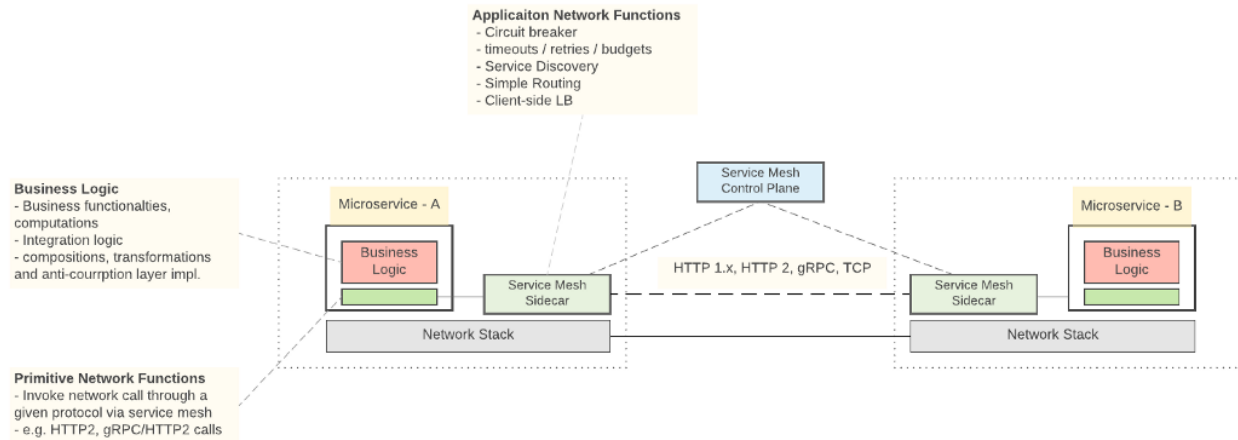 Applicaiton Network Functions
- Circuit breaker
- timeouts / retries / budgets
- Service Discovery
- Simple Routing
- Client-side LB
Service Mesh
Control Plane
Business Logic
- Business functionalties,
computations
- Integration logic
- compositions, transformations
and anti-courrption layer impl.
Microservice - A
Business
Logic
Service Mesh
Sidecar
Network Stack
HTTP 1.x, HTTP 2, gRPC, TCP
Microservice - B
Business
Logic
Service Mesh
Sidecar
Network Stack
Primitive Network Functions
- Invoke network call through a
given protocol via service mesh
- e.g. HTTP2, gRPC/HTTP2 calls